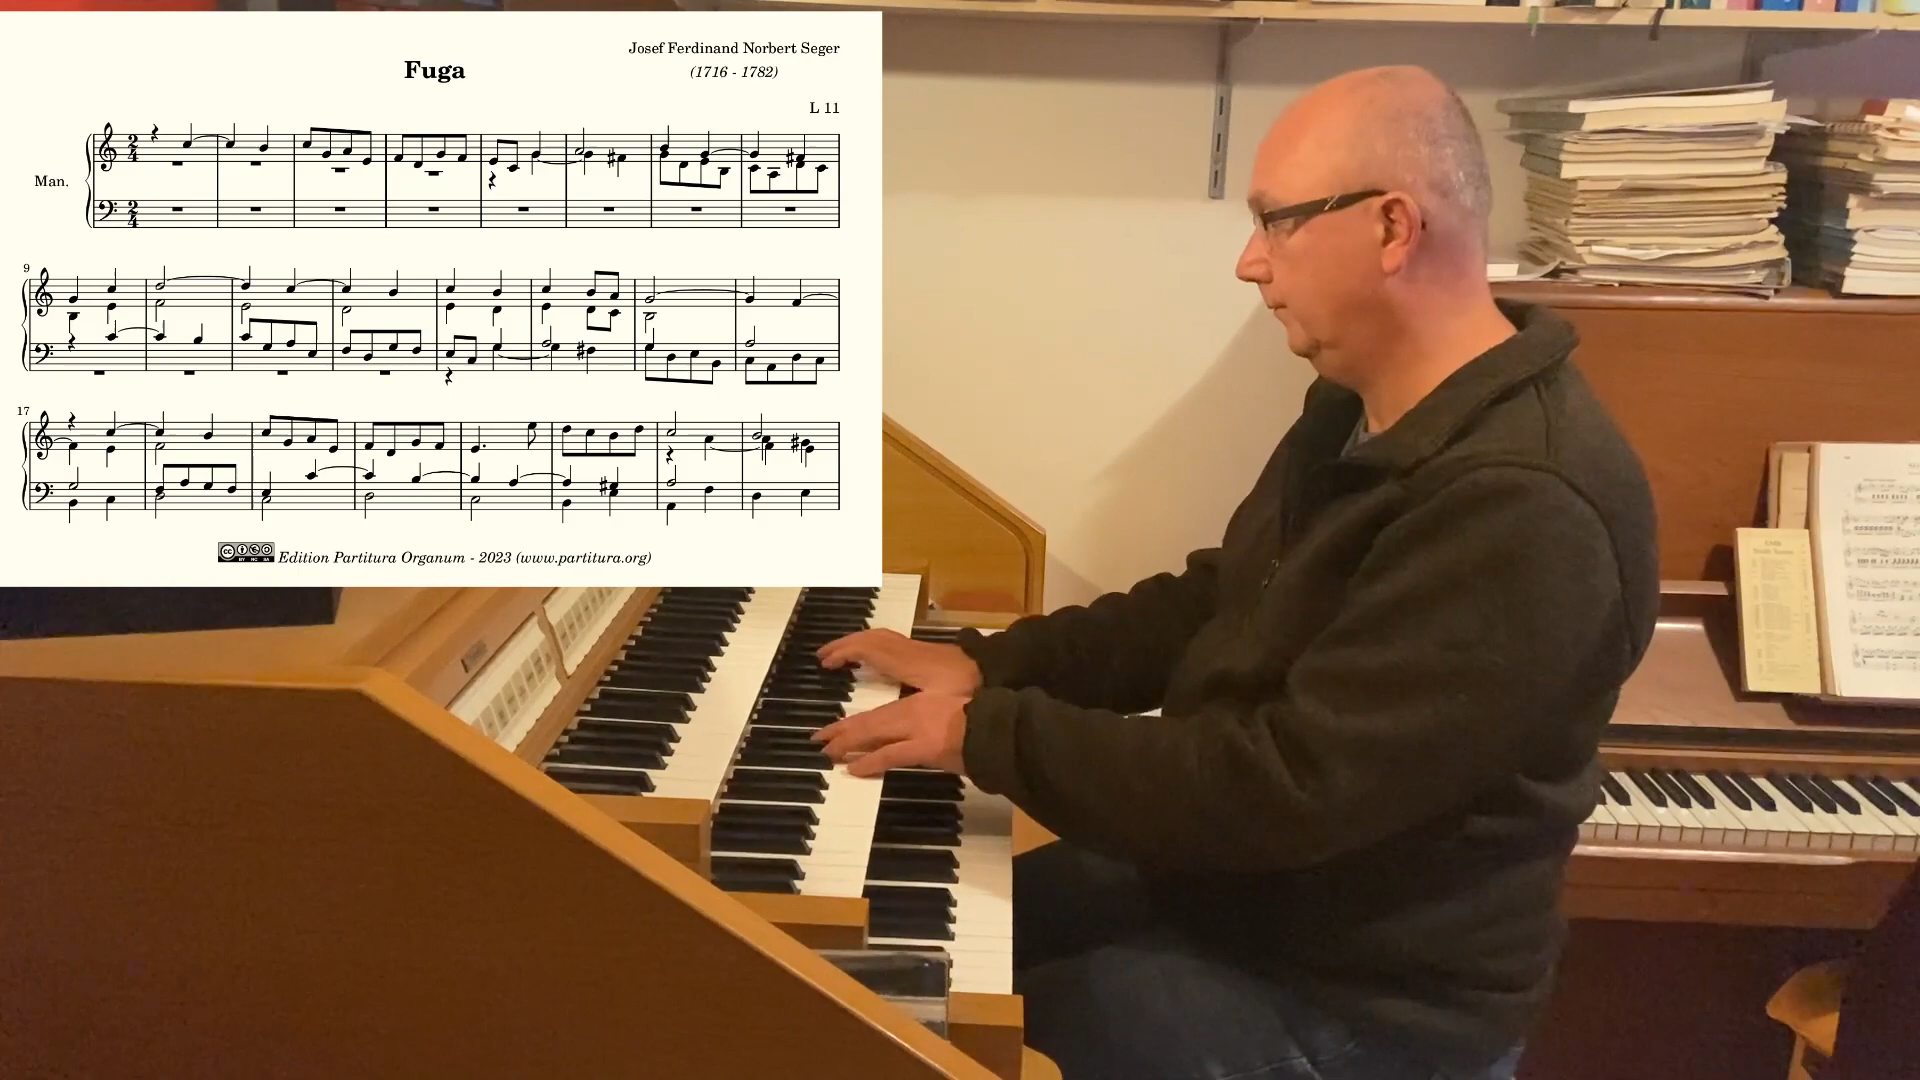 Josef Ferdinand Norbert Seger
Fuga
(1716 - 1782)
L 11
Man.
9
17
Edition Partitura Organum - 2023 (www.partitura.org)